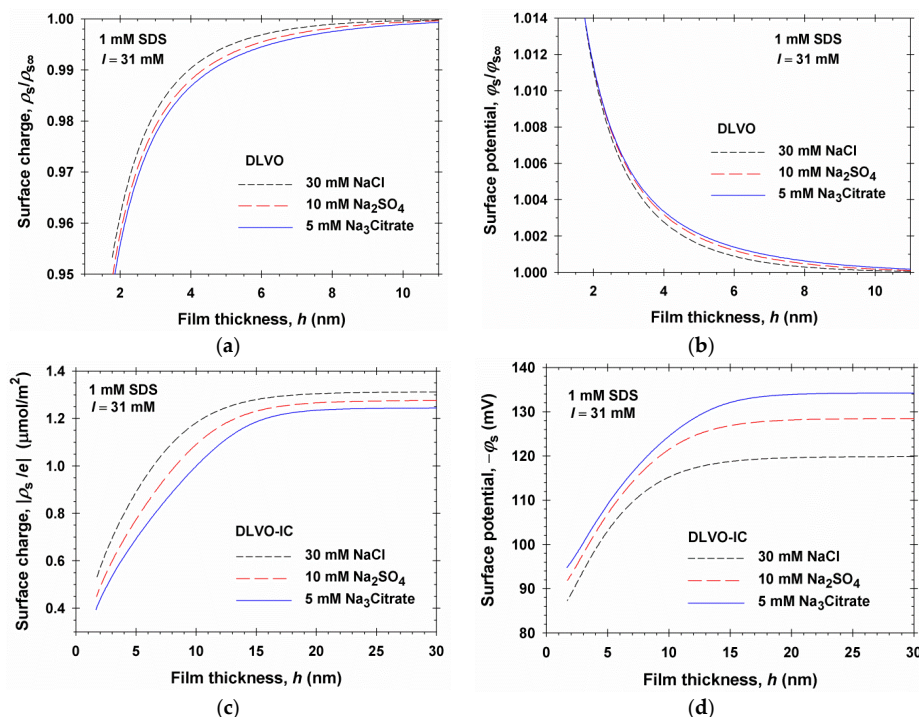 1 mM SDS
I = 31 mM
DLVO
30 mM NaCl
10 mM Na₂SO₄
5 mM Na₃Citrate
Surface charge, ρₛ/ρₛ∞
1.00
0.99
0.98
0.97
0.96
0.95
2
4
6
8
10
Film thickness, h (nm)
(a)
1 mM SDS
I = 31 mM
DLVO
30 mM NaCl
10 mM Na₂SO₄
5 mM Na₃Citrate
Surface potential, φₛ/φₛ∞
1.014
1.012
1.010
1.008
1.006
1.004
1.002
1.000
2
4
6
8
10
Film thickness, h (nm)
(b)
1 mM SDS
I = 31 mM
DLVO-IC
30 mM NaCl
10 mM Na₂SO₄
5 mM Na₃Citrate
Surface charge, |ρₛ/e| (μmol/m²)
1.4
1.2
1.0
0.8
0.6
0.4
0
5
10
15
20
25
30
Film thickness, h (nm)
(c)
1 mM SDS
I = 31 mM
DLVO-IC
30 mM NaCl
10 mM Na₂SO₄
5 mM Na₃Citrate
Surface potential, −φₛ (mV)
140
130
120
110
100
90
80
0
5
10
15
20
25
30
Film thickness, h (nm)
(d)